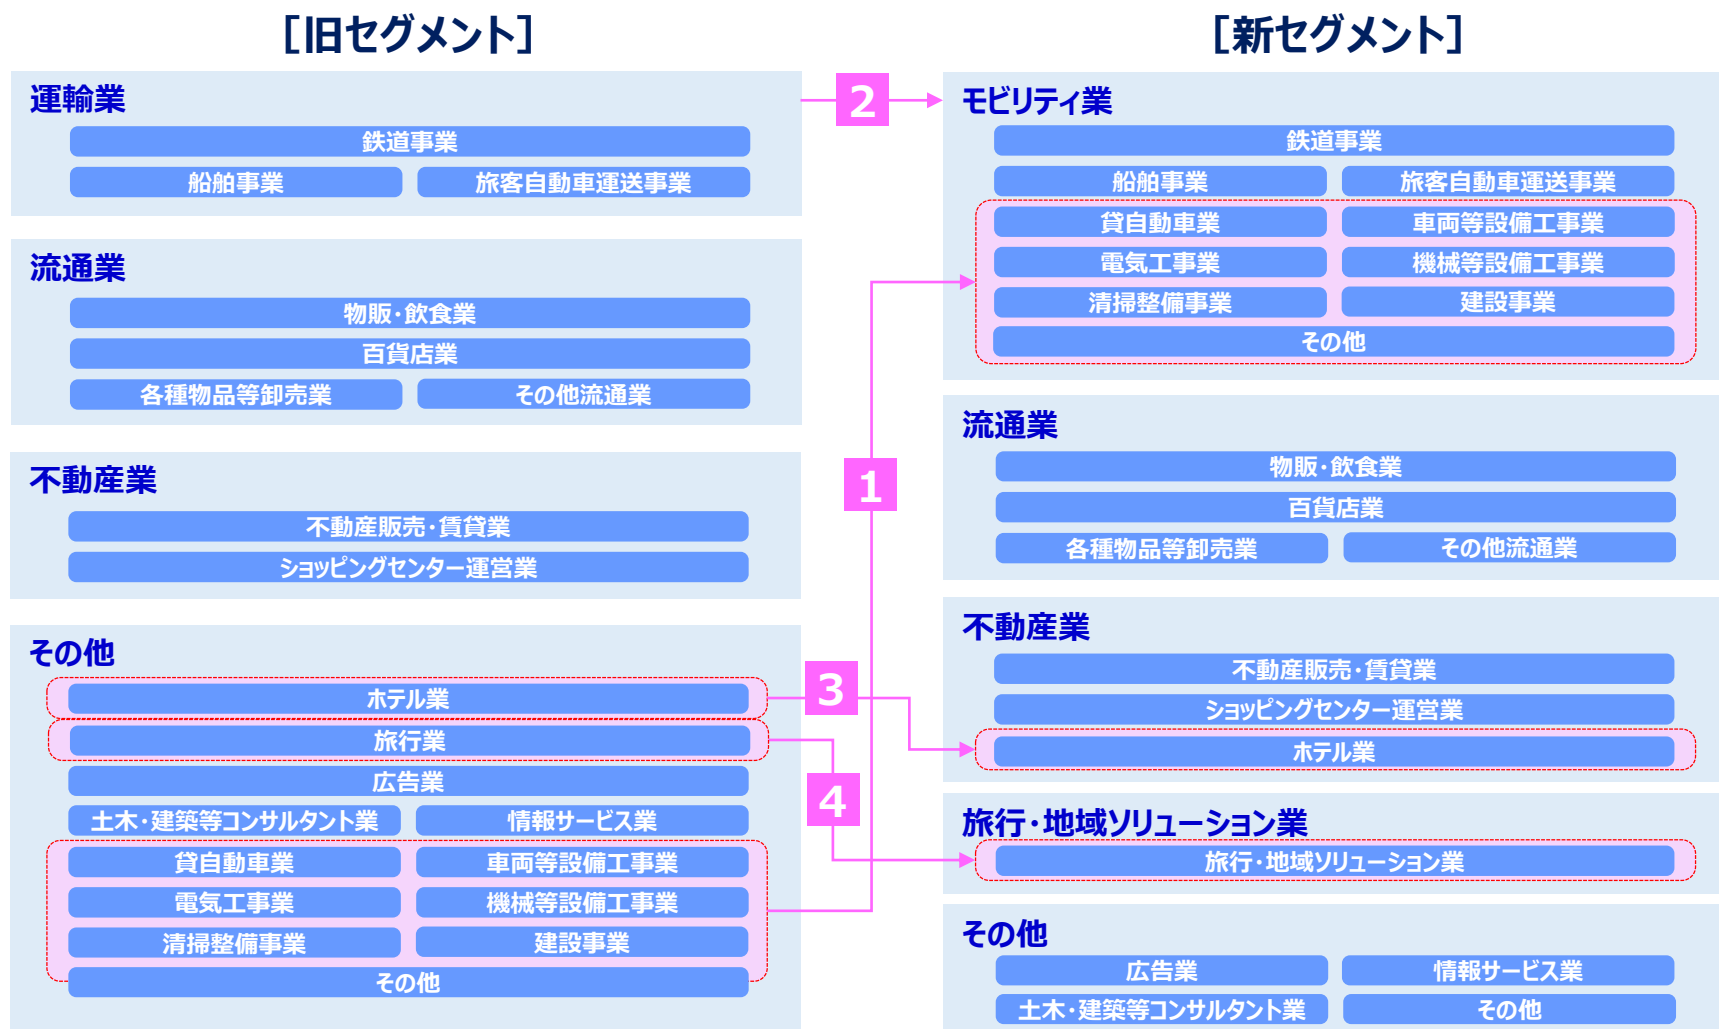 ［旧セグメント］
運輸業
鉄道事業
船舶事業
旅客自動車運送事業
流通業
物販・飲食業
百貨店業
各種物品等卸売業
その他流通業
不動産業
不動産販売・賃貸業
ショッピングセンター運営業
その他
ホテル業
旅行業
広告業
土木・建築等コンサルタント業
情報サービス業
貸自動車業
車両等設備工事業
電気工事業
機械等設備工事業
清掃整備事業
建設事業
その他
2
1
3
4
［新セグメント］
モビリティ業
鉄道事業
船舶事業
旅客自動車運送事業
貸自動車業
車両等設備工事業
電気工事業
機械等設備工事業
清掃整備事業
建設事業
その他
流通業
物販・飲食業
百貨店業
各種物品等卸売業
その他流通業
不動産業
不動産販売・賃貸業
ショッピングセンター運営業
ホテル業
旅行・地域ソリューション業
旅行・地域ソリューション業
その他
広告業
情報サービス業
土木・建築等コンサルタント業
その他